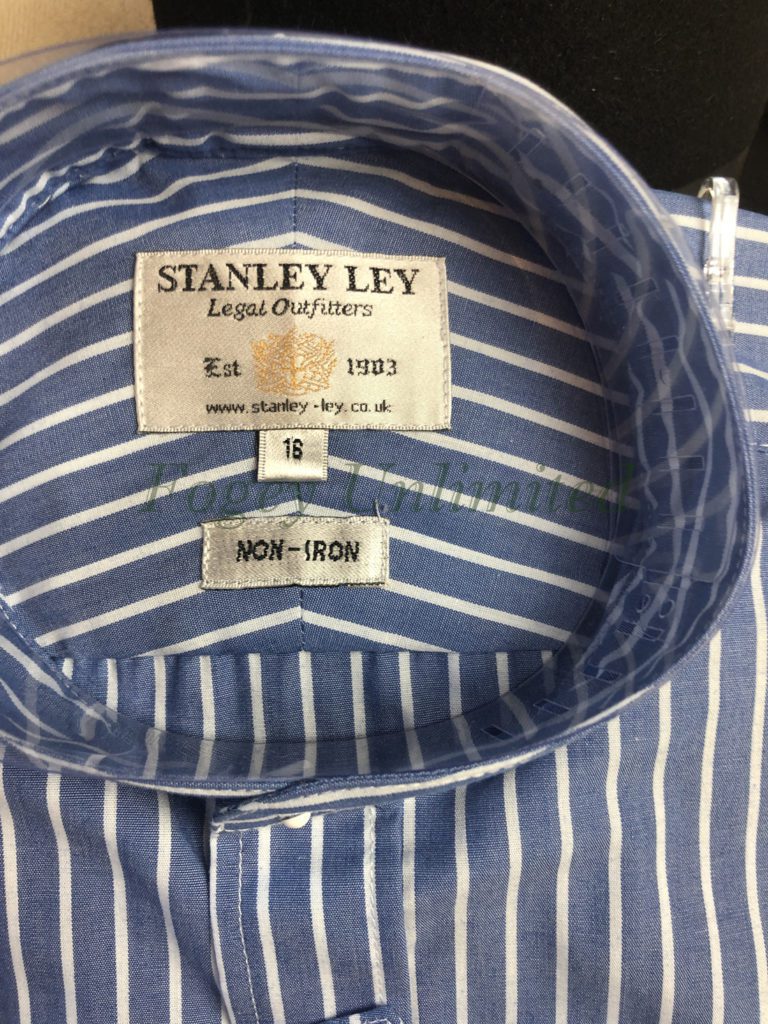 STANLEY LEY
Legal Outfitters
Est 1903
www.stanley-ley.co.uk
16
Fogey Unlimited
NON-IRON